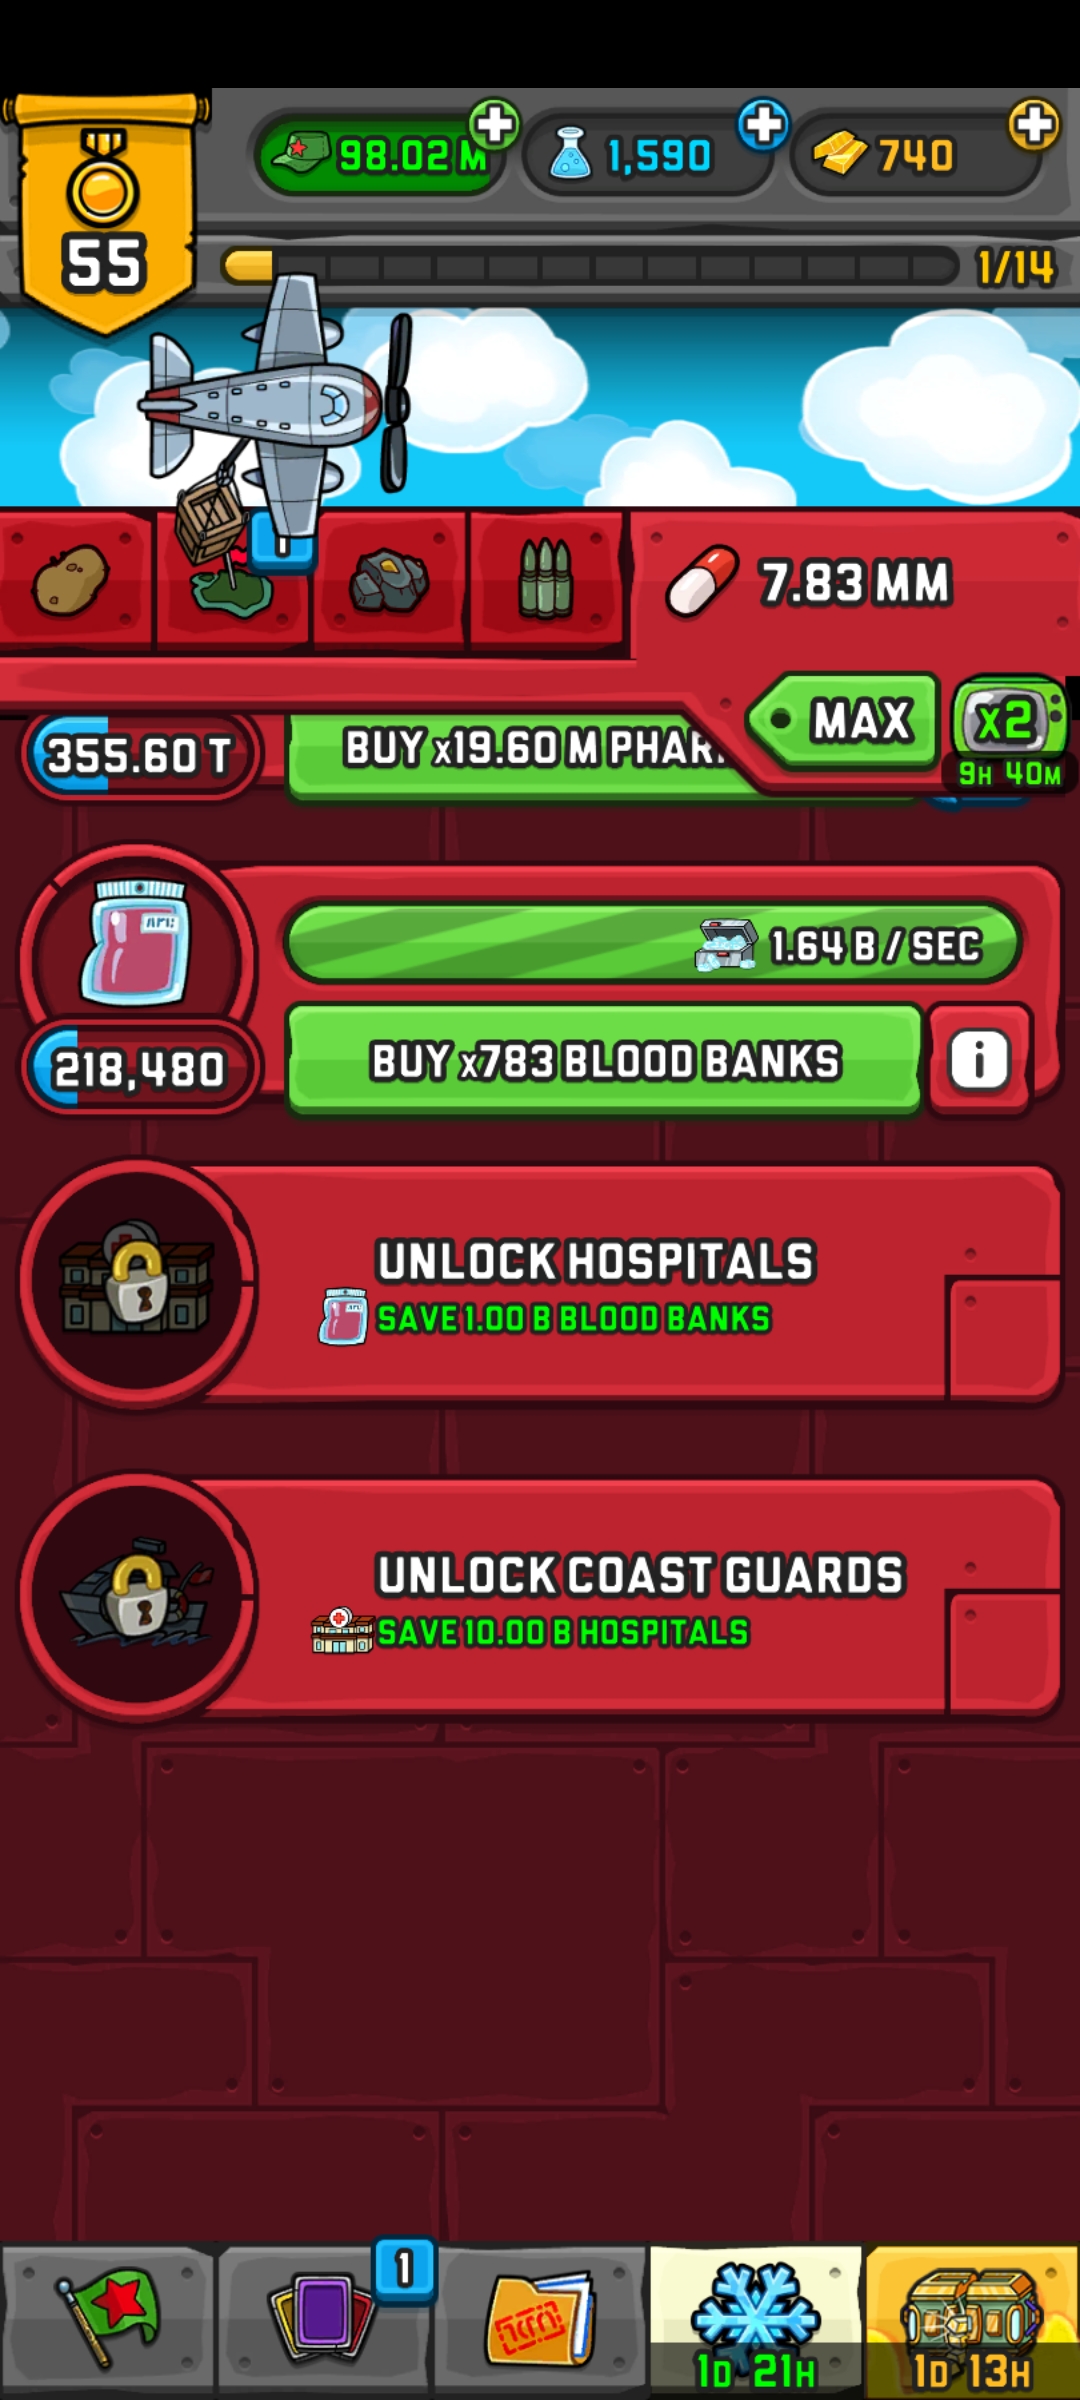 98.02 M
1,590
740
55
1/14
1
7.83 MM
MAX
x2
9H 40M
355.60 T
BUY x19.60 M PHAR
1.64 B / SEC
218,480
BUY x783 BLOOD BANKS
i
UNLOCK HOSPITALS
SAVE 1.00 B BLOOD BANKS
UNLOCK COAST GUARDS
SAVE 10.00 B HOSPITALS
1
1D 21H
1D 13H